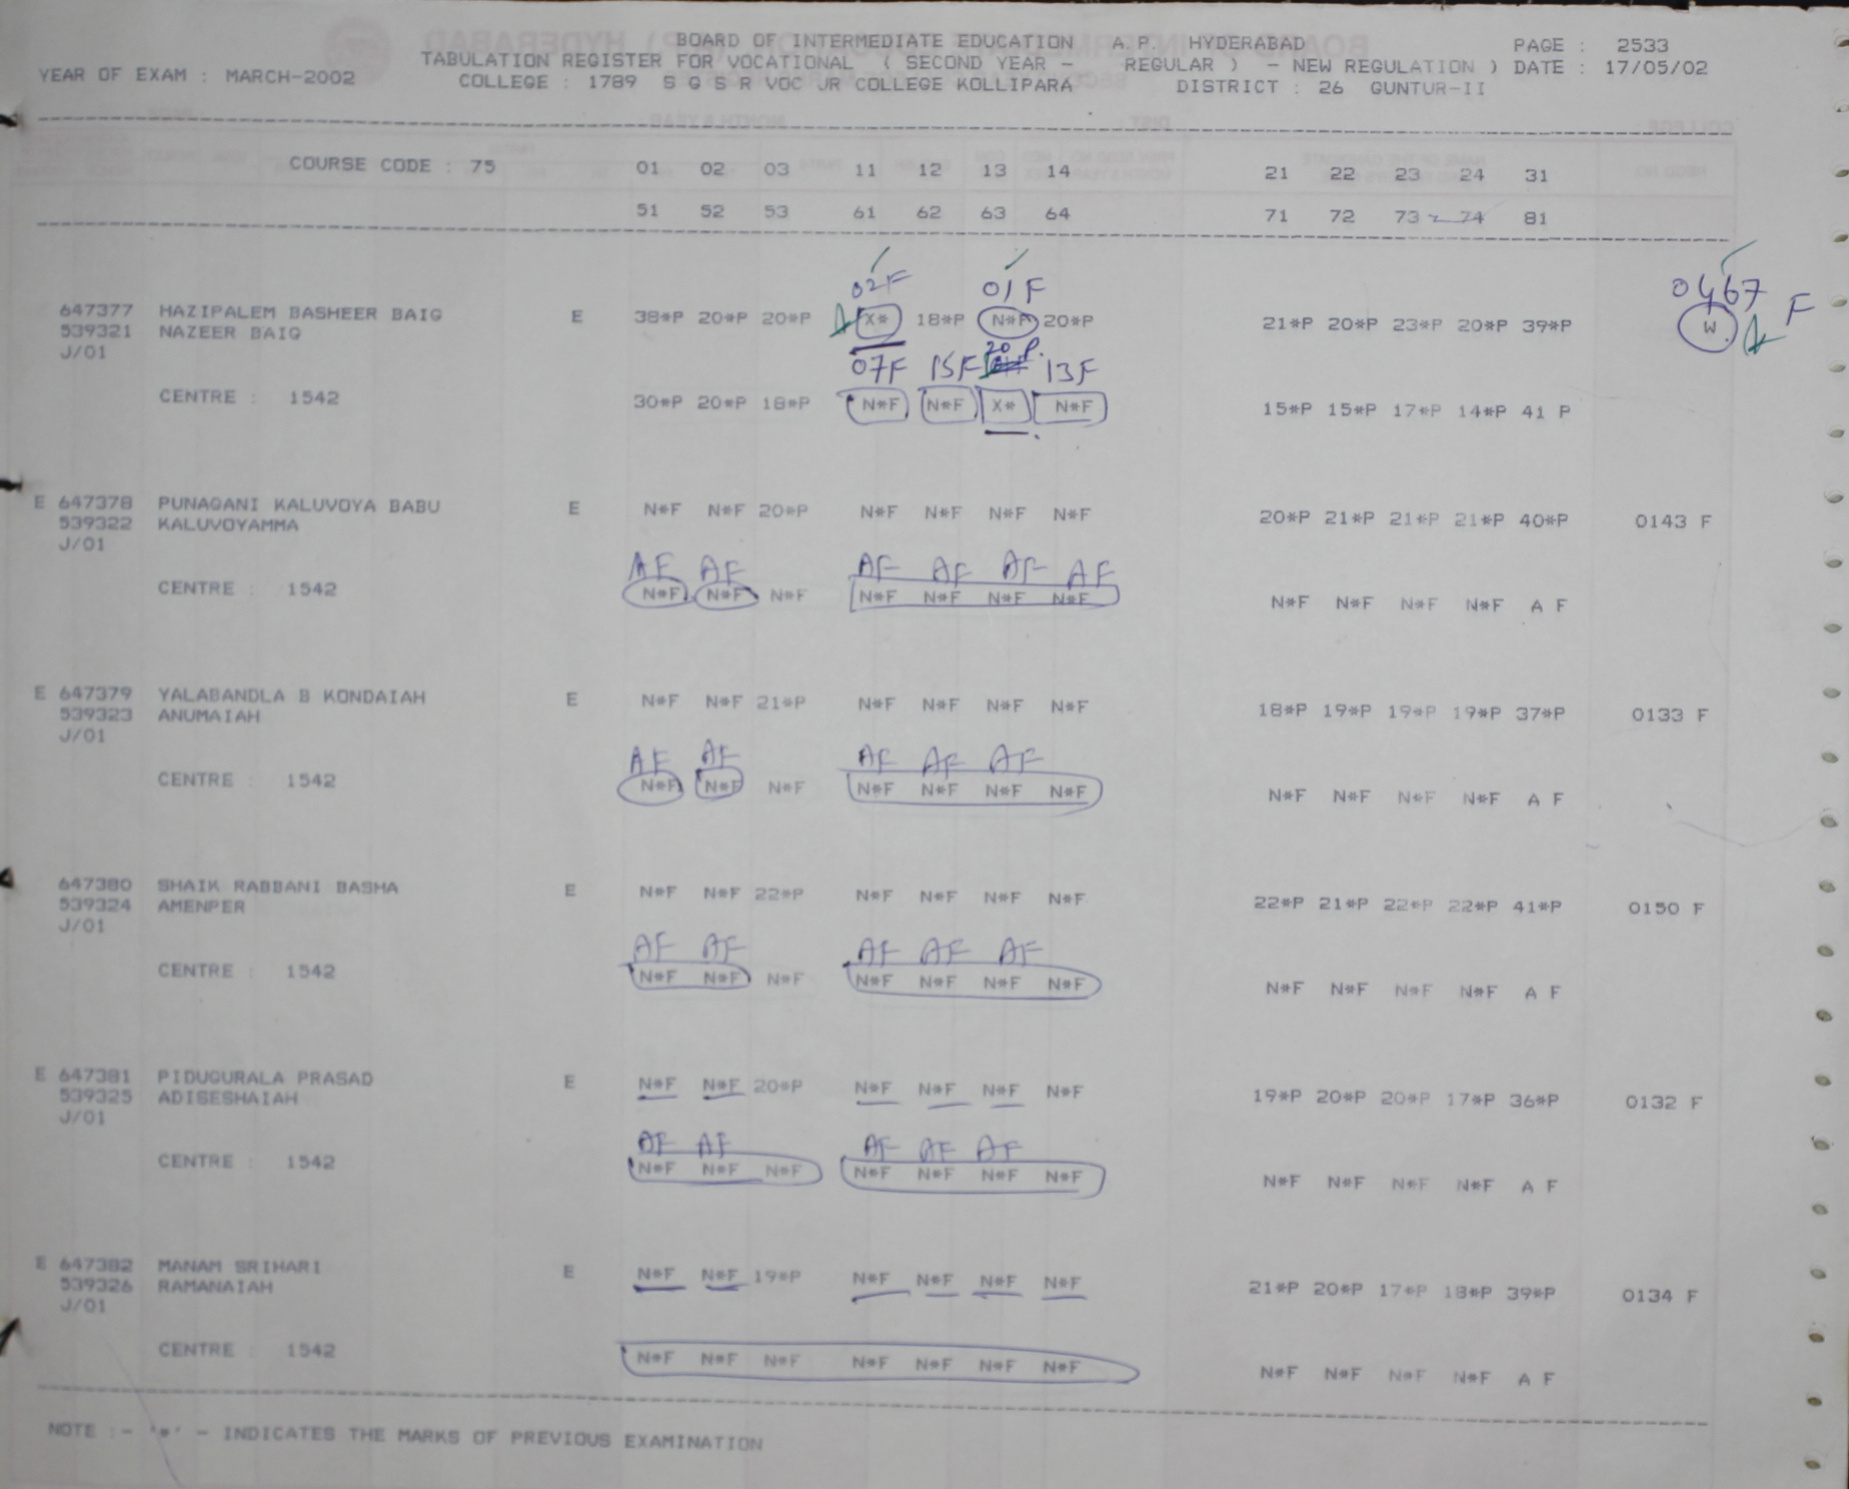 BOARD OF INTERMEDIATE EDUCATION A.P. HYDERABAD PAGE : 2533
TABULATION REGISTER FOR VOCATIONAL ( SECOND YEAR - REGULAR ) - NEW REGULATION ) DATE : 17/05/02
YEAR OF EXAM : MARCH-2002 COLLEGE : 1789 S G S R VOC JR COLLEGE KOLLIPARA DISTRICT : 26 GUNTUR-II
COURSE CODE : 75 01 02 03 11 12 13 14 21 22 23 24 31
51 52 53 61 62 63 64 71 72 73 74 81
02F 01F 0467 F
647377 HAZIPALEM BASHEER BAIG E 38*P 20*P 20*P X* 18*P N*F 20*P 21*P 20*P 23*P 20*P 39*P W
539321 NAZEER BAIG
J/01
07F 15F 20 P. 13F
CENTRE : 1542 30*P 20*P 18*P N*F N*F X* N*F 15*P 15*P 17*P 14*P 41 P
E 647378 PUNAGANI KALUVOYA BABU E N*F N*F 20*P N*F N*F N*F N*F 20*P 21*P 21*P 21*P 40*P 0143 F
539322 KALUVOYAMMA
J/01
AF AF AF AF AF AF
CENTRE : 1542 N*F N*F N*F N*F N*F N*F N*F N*F N*F N*F N*F A F
E 647379 YALABANDLA B KONDAIAH E N*F N*F 21*P N*F N*F N*F N*F 18*P 19*P 19*P 19*P 37*P 0133 F
539323 ANUMAIAH
J/01
AF AF AF AF AF
CENTRE : 1542 N*F N*F N*F N*F N*F N*F N*F N*F N*F N*F N*F A F
647380 SHAIK RABBANI BASHA E N*F N*F 22*P N*F N*F N*F N*F 22*P 21*P 22*P 22*P 41*P 0150 F
539324 AMENPER
J/01
AF AF AF AF AF
CENTRE : 1542 N*F N*F N*F N*F N*F N*F N*F N*F N*F N*F N*F A F
E 647381 PIDUGURALA PRASAD E N*F N*F 20*P N*F N*F N*F N*F 19*P 20*P 20*P 17*P 36*P 0132 F
539325 ADISESHAIAH
J/01
AF AF AF AF AF
CENTRE : 1542 N*F N*F N*F N*F N*F N*F N*F N*F N*F N*F N*F A F
E 647382 MANAM SRIHARI E N*F N*F 19*P N*F N*F N*F N*F 21*P 20*P 17*P 18*P 39*P 0134 F
539326 RAMANAIAH
J/01
CENTRE : 1542 N*F N*F N*F N*F N*F N*F N*F N*F N*F N*F N*F A F
NOTE :- '*' - INDICATES THE MARKS OF PREVIOUS EXAMINATION